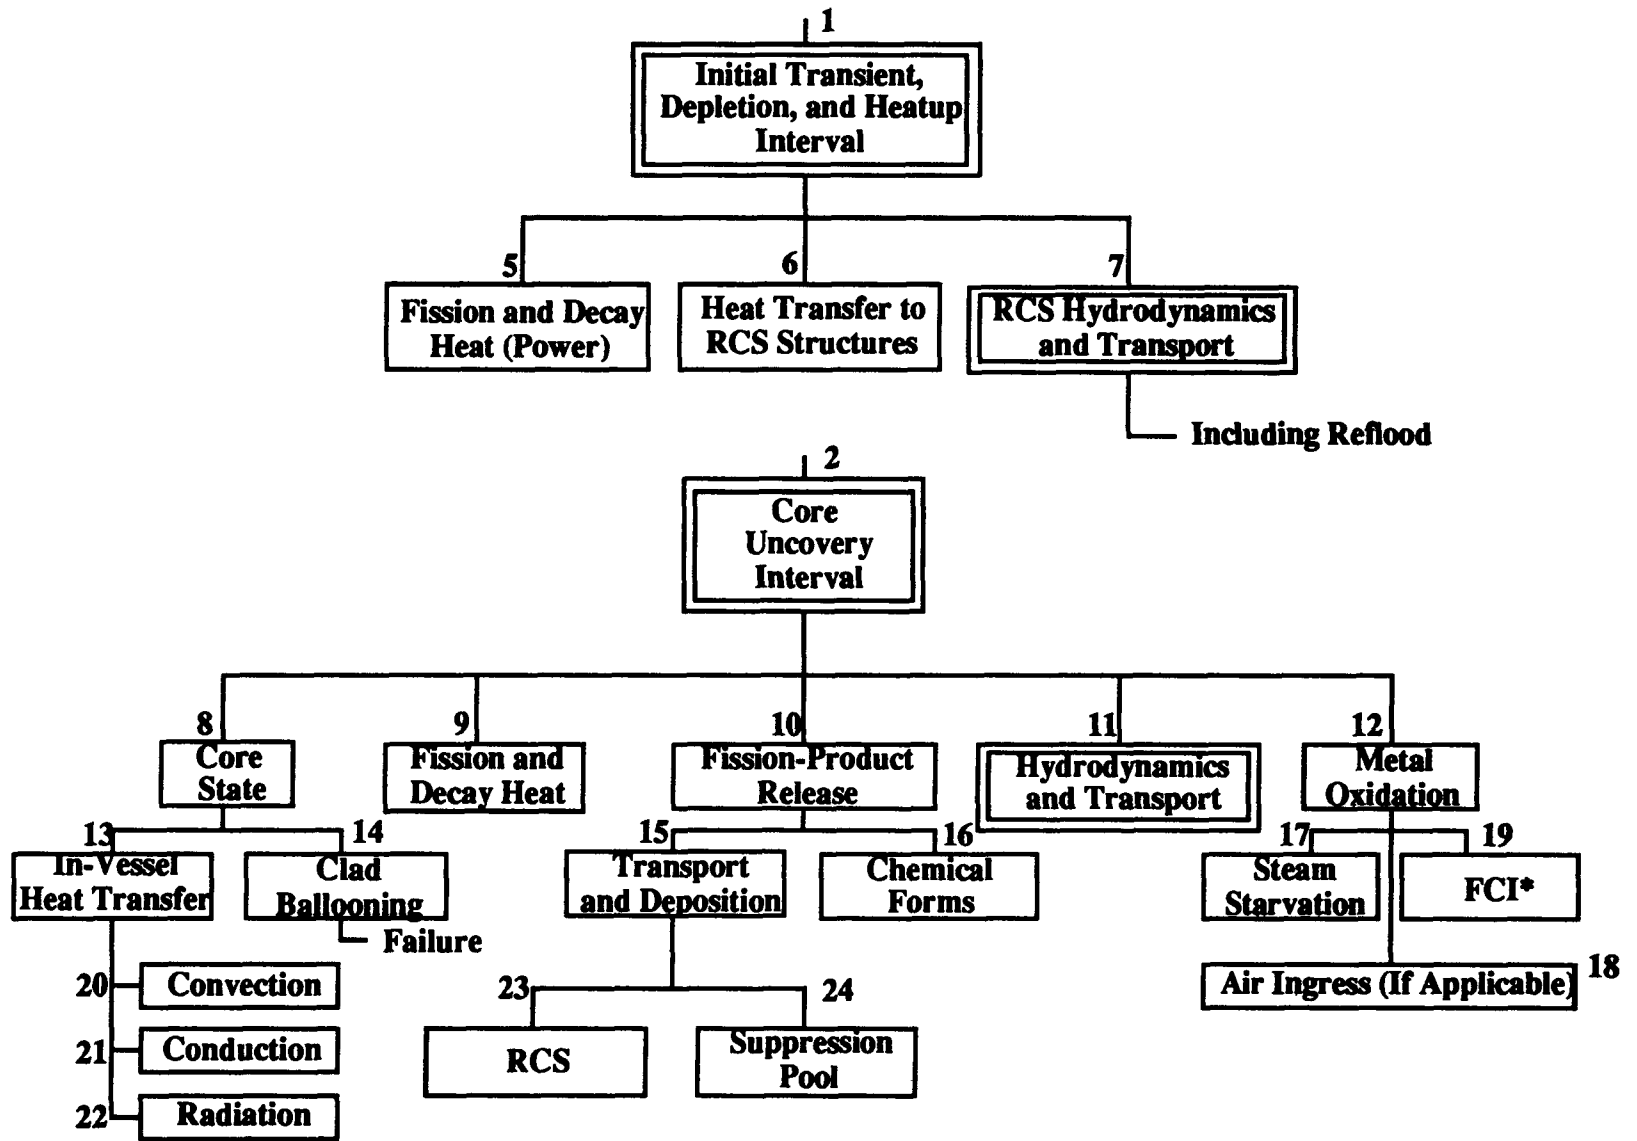 1
Initial Transient,
Depletion, and Heatup
Interval
5
6
7
Fission and Decay
Heat (Power)
Heat Transfer to
RCS Structures
RCS Hydrodynamics
and Transport
Including Reflood
2
Core
Uncovery
Interval
8
9
10
11
12
Core
State
Fission and
Decay Heat
Fission-Product
Release
Hydrodynamics
and Transport
Metal
Oxidation
13
14
15
16
17
19
In-Vessel
Heat Transfer
Clad
Ballooning
Failure
Transport
and Deposition
Chemical
Forms
Steam
Starvation
FCI*
20
Convection
21
Conduction
22
Radiation
23
24
RCS
Suppression
Pool
Air Ingress (If Applicable)
18